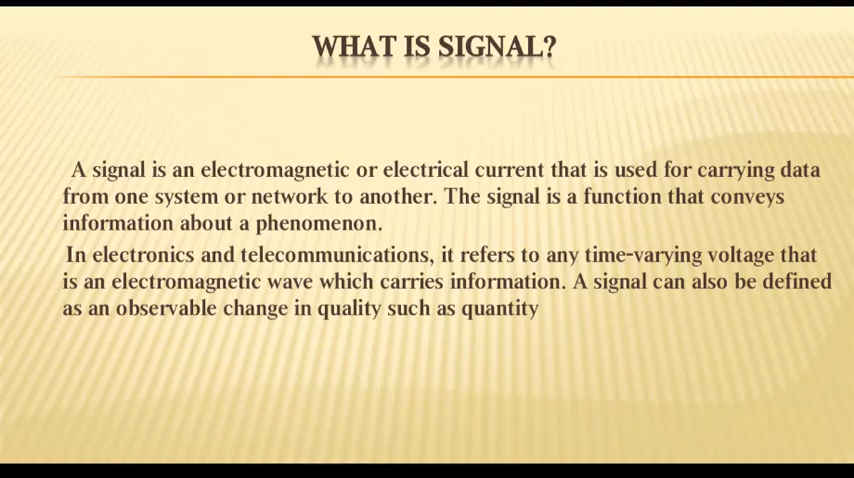 WHAT IS SIGNAL?
A signal is an electromagnetic or electrical current that is used for carrying data
from one system or network to another. The signal is a function that conveys
information about a phenomenon.
In electronics and telecommunications, it refers to any time-varying voltage that
is an electromagnetic wave which carries information. A signal can also be defined
as an observable change in quality such as quantity